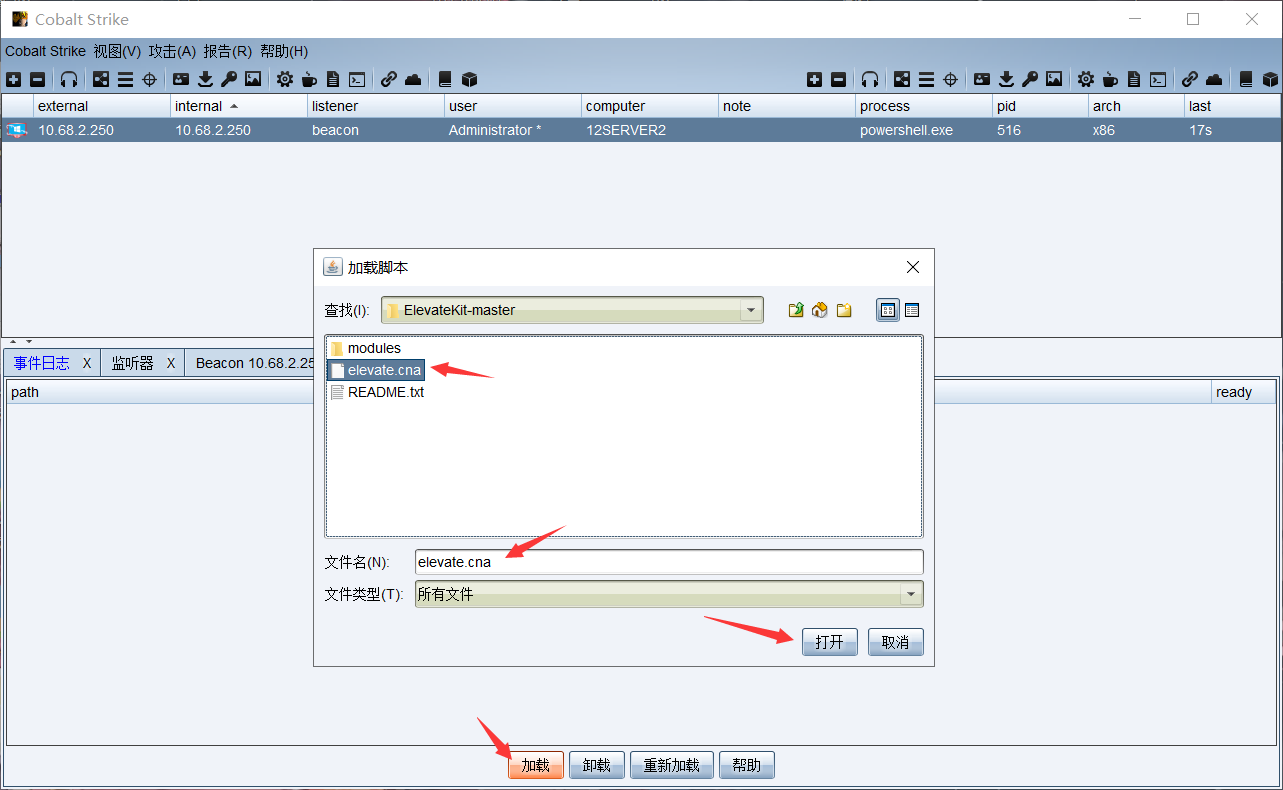 Cobalt Strike
Cobalt Strike 视图(V) 攻击(A) 报告(R) 帮助(H)
external internal listener user computer note process pid arch last
10.68.2.250 10.68.2.250 beacon Administrator * 12SERVER2 powershell.exe 516 x86 17s
加载脚本
查找(I): ElevateKit-master
modules
elevate.cna
README.txt
事件日志 X 监听器 X Beacon 10.68.2.25
path ready
文件名(N): elevate.cna
文件类型(T): 所有文件
打开 取消
加载 卸载 重新加载 帮助